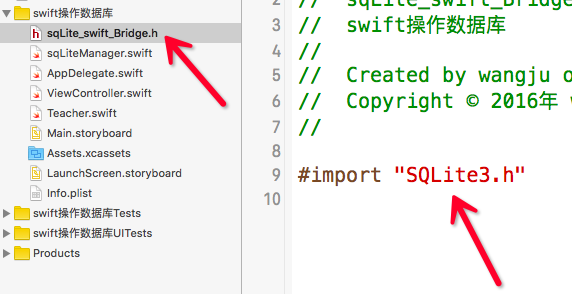 swift操作数据库
sqLite_swift_Bridge.h
sqLiteManager.swift
AppDelegate.swift
ViewController.swift
Teacher.swift
Main.storyboard
Assets.xcassets
LaunchScreen.storyboard
Info.plist
swift操作数据库Tests
swift操作数据库UITests
Products
2 // sqLite_swift_Bridge
3 // swift操作数据库
4 //
5 // Created by wangju o
6 // Copyright © 2016年
7 //
8
9 #import "SQLite3.h"
10